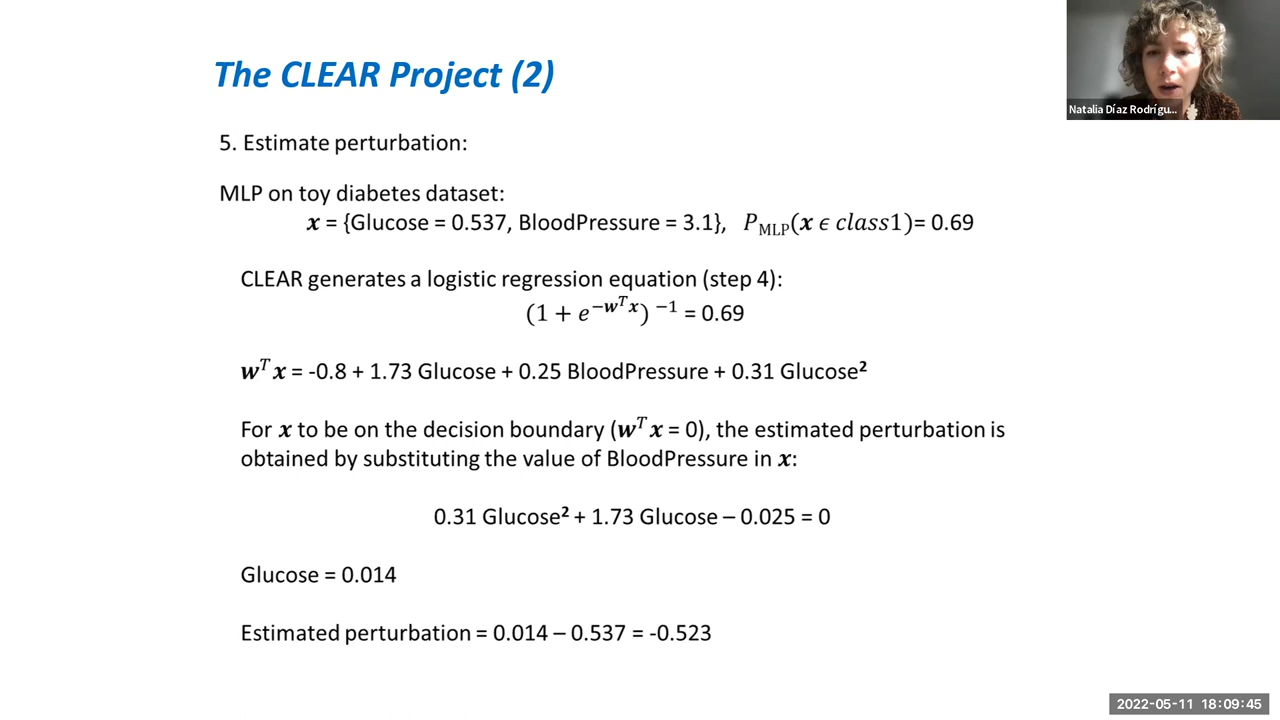 The CLEAR Project (2)
Natalia Díaz Rodrígu...
5. Estimate perturbation:
MLP on toy diabetes dataset:
x = {Glucose = 0.537, BloodPressure = 3.1}, P_MLP(x ϵ class1)= 0.69
CLEAR generates a logistic regression equation (step 4):
(1 + e^{−w^T x})^{−1} = 0.69
w^T x = -0.8 + 1.73 Glucose + 0.25 BloodPressure + 0.31 Glucose²
For x to be on the decision boundary (w^T x = 0), the estimated perturbation is
obtained by substituting the value of BloodPressure in x:
0.31 Glucose² + 1.73 Glucose – 0.025 = 0
Glucose = 0.014
Estimated perturbation = 0.014 – 0.537 = -0.523
2022-05-11 18:09:45